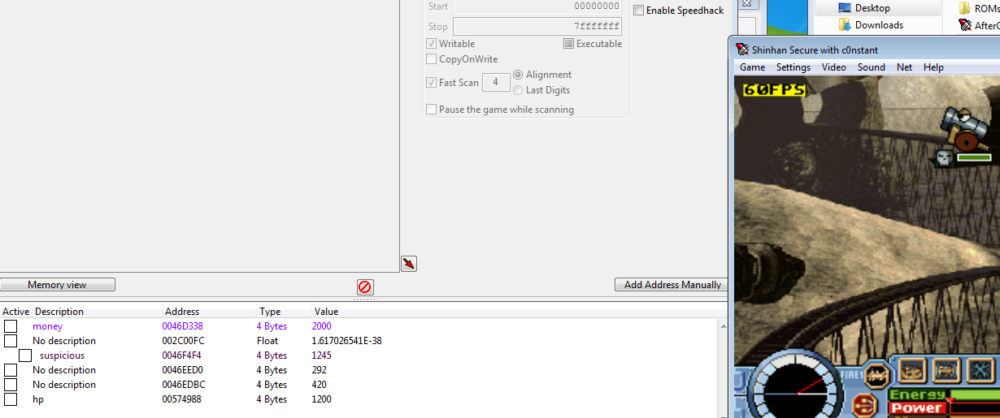 Start 00000000
Stop 7fffffff
Writable Executable
CopyOnWrite
Fast Scan 4 Alignment
Last Digits
Pause the game while scanning
Enable Speedhack
Desktop
Downloads
ROMs
Shinhan Secure with c0nstant
Game Settings Video Sound Net Help
60FPS
Memory view
Add Address Manually
Active Description Address Type Value
money 0046D338 4 Bytes 2000
No description 002C00FC Float 1.617026541E-38
suspicious 0046F4F4 4 Bytes 1245
No description 0046EED0 4 Bytes 292
No description 0046EDBC 4 Bytes 420
hp 00574988 4 Bytes 1200
FIRE1
Energy
Power